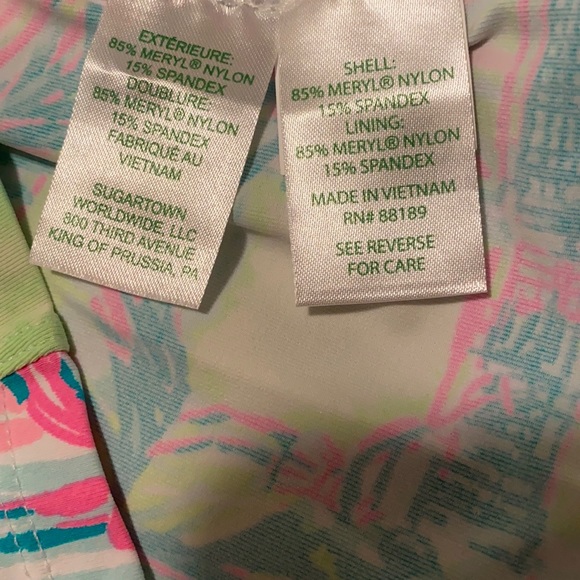 EXTÉRIEURE:
85% MERYL® NYLON
15% SPANDEX
DOUBLURE:
85% MERYL® NYLON
15% SPANDEX
FABRIQUÉ AU
VIETNAM
SUGARTOWN
WORLDWIDE, LLC
800 THIRD AVENUE
KING OF PRUSSIA, PA
SHELL:
85% MERYL® NYLON
15% SPANDEX
LINING:
85% MERYL® NYLON
15% SPANDEX
MADE IN VIETNAM
RN# 88189
SEE REVERSE
FOR CARE